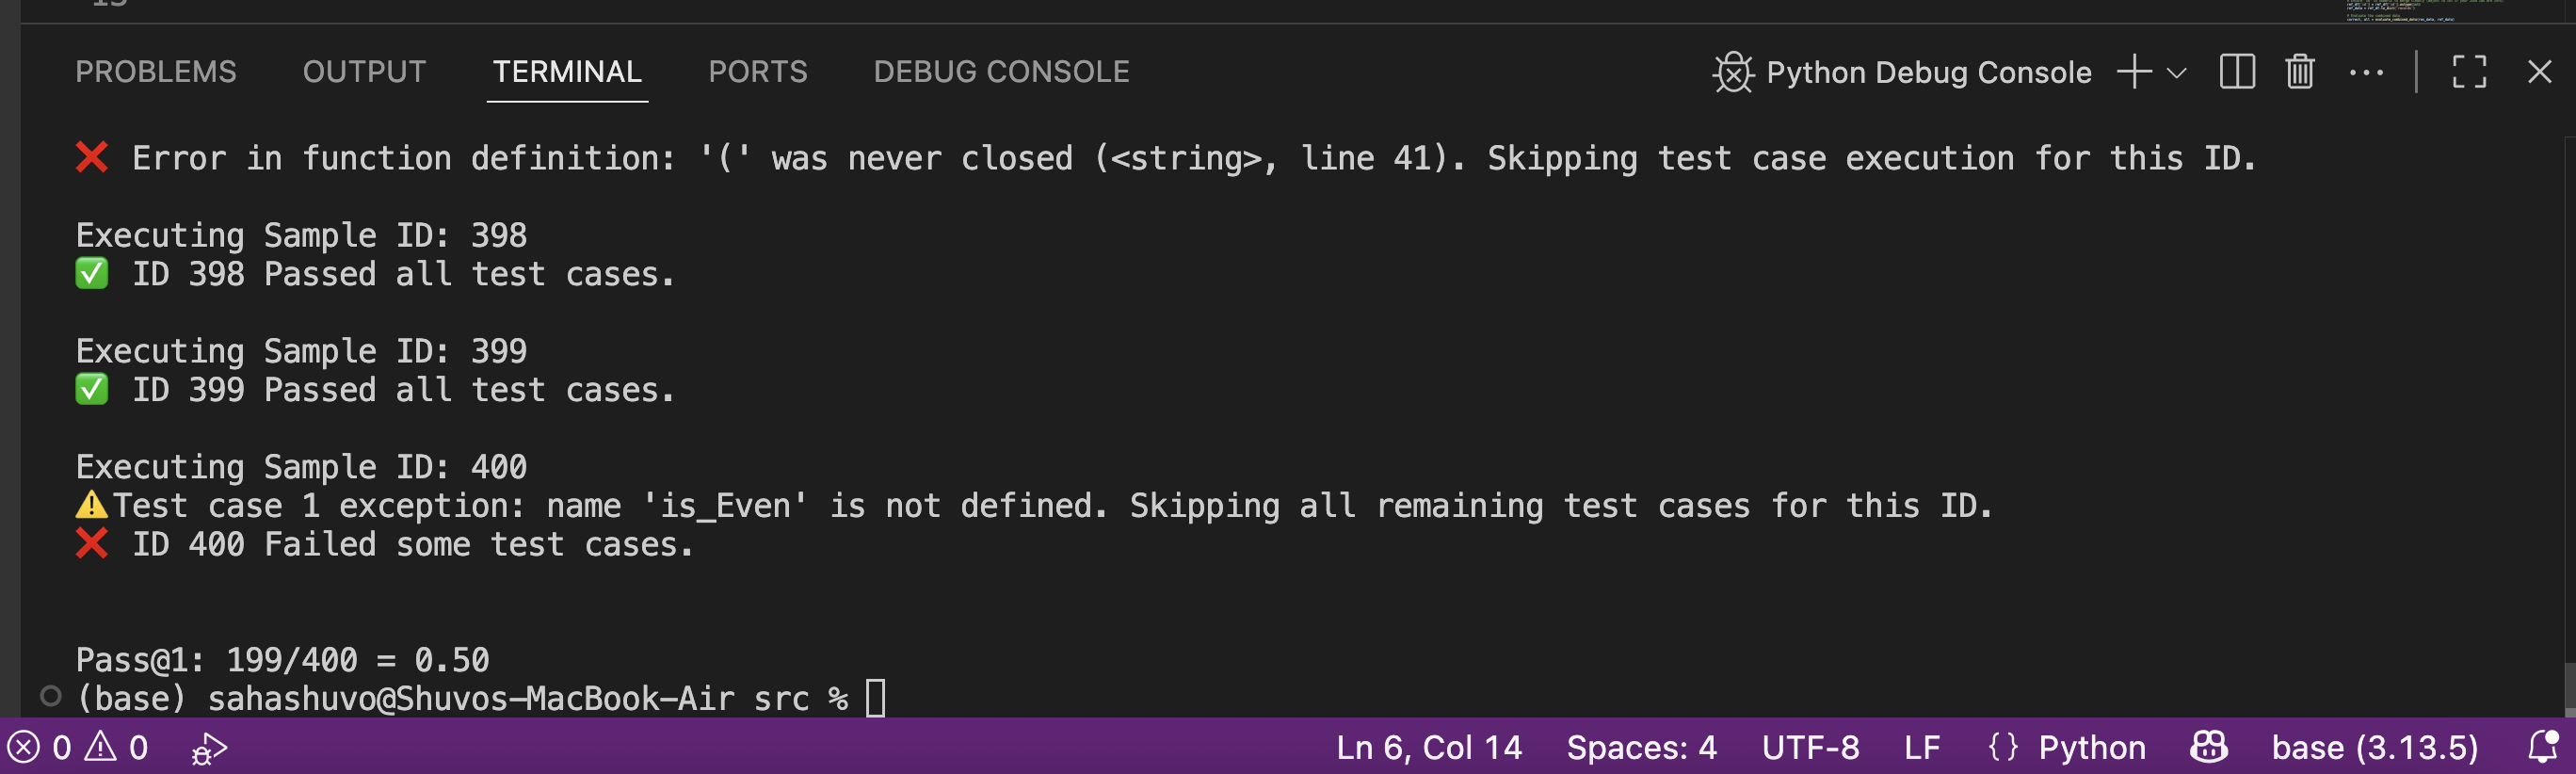 PROBLEMS OUTPUT TERMINAL PORTS DEBUG CONSOLE Python Debug Console
❌ Error in function definition: '(' was never closed (<string>, line 41). Skipping test case execution for this ID.
Executing Sample ID: 398
✅ ID 398 Passed all test cases.
Executing Sample ID: 399
✅ ID 399 Passed all test cases.
Executing Sample ID: 400
⚠️Test case 1 exception: name 'is_Even' is not defined. Skipping all remaining test cases for this ID.
❌ ID 400 Failed some test cases.
Pass@1: 199/400 = 0.50
(base) sahashuvo@Shuvos-MacBook-Air src %
0 0 Ln 6, Col 14 Spaces: 4 UTF-8 LF {} Python base (3.13.5)